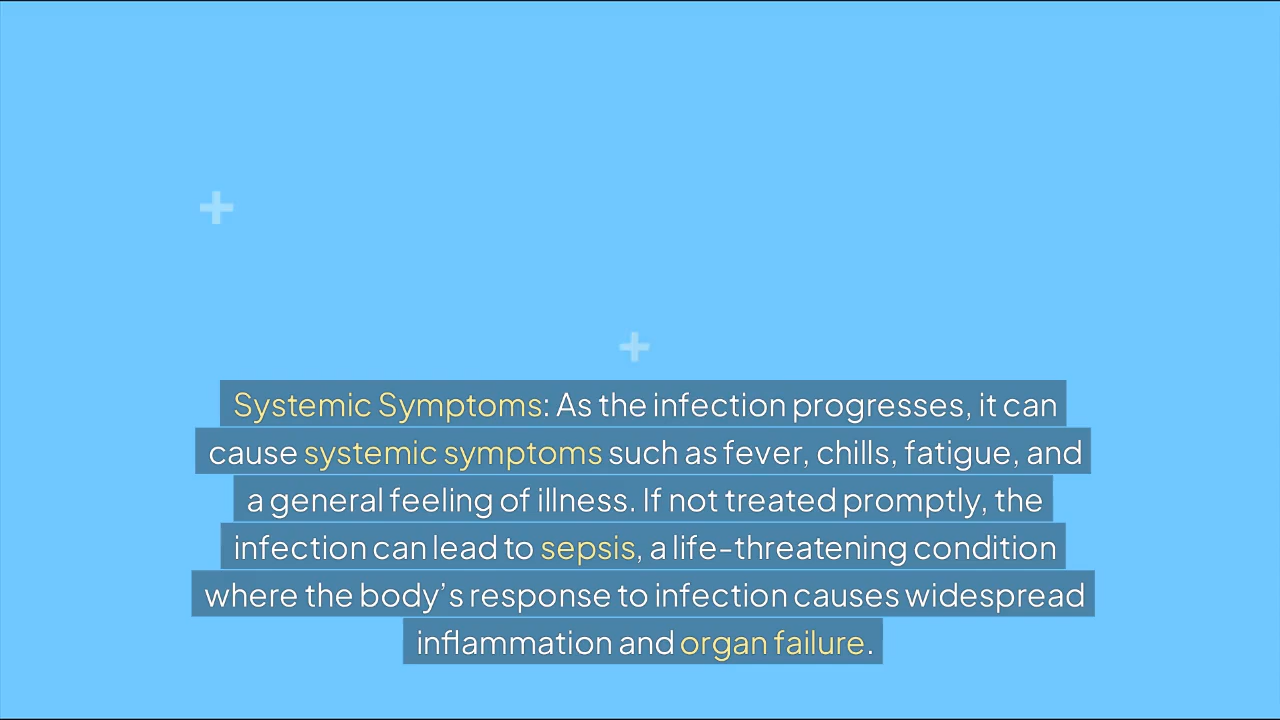 Systemic Symptoms: As the infection progresses, it can
cause systemic symptoms such as fever, chills, fatigue, and
a general feeling of illness. If not treated promptly, the
infection can lead to sepsis, a life-threatening condition
where the body’s response to infection causes widespread
inflammation and organ failure.